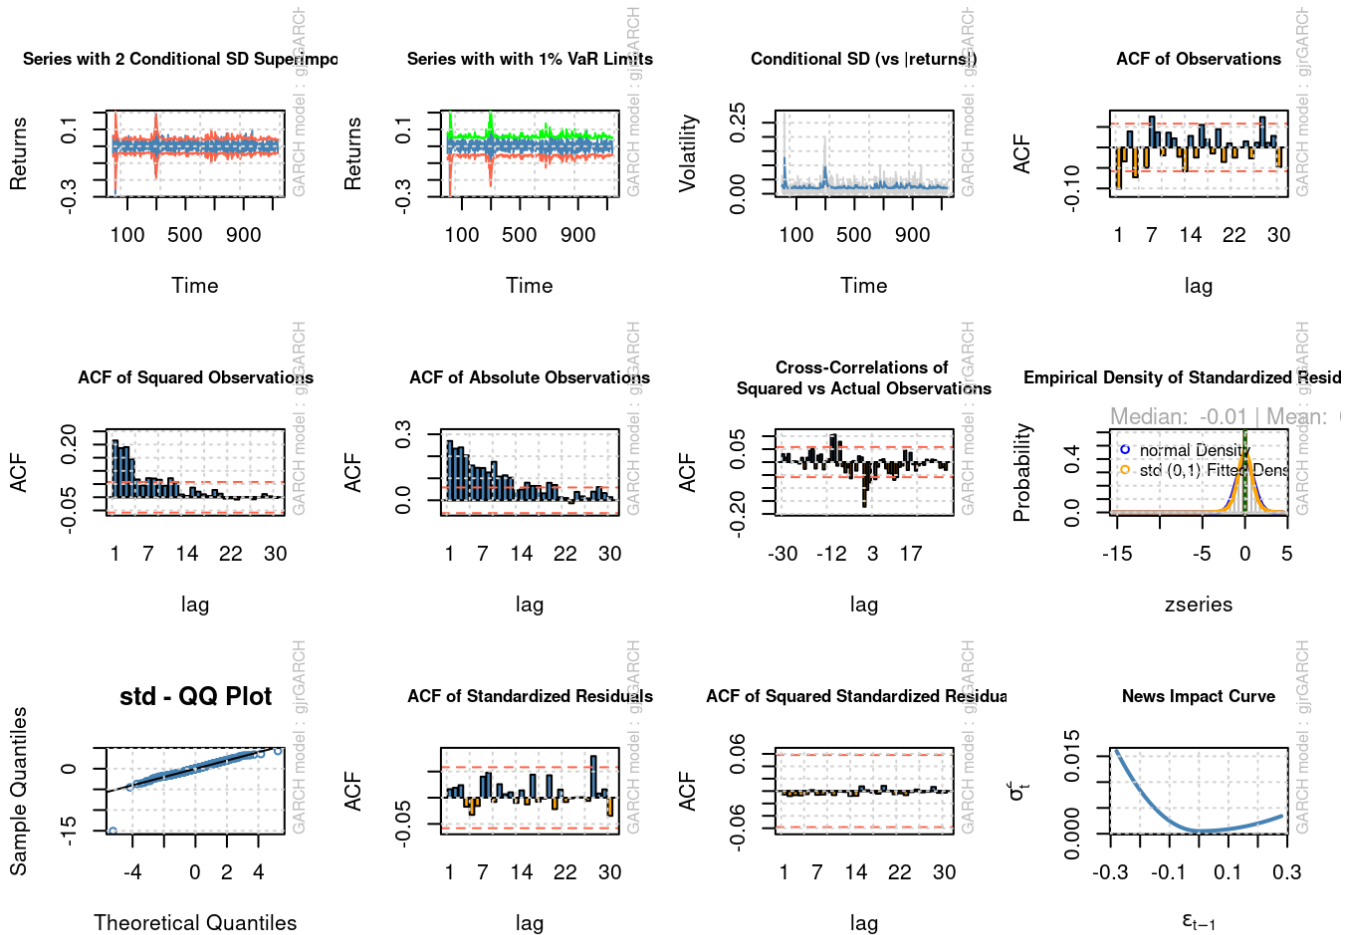 Series with 2 Conditional SD Superimpo
Returns
0.1
-0.3
100 500 900
Time
GARCH model : gjrGARCH
Series with with 1% VaR Limits
Returns
0.1
-0.3
100 500 900
Time
GARCH model : gjrGARCH
Conditional SD (vs |returns|)
Volatility
0.25
0.00
100 500 900
Time
GARCH model : gjrGARCH
ACF of Observations
ACF
-0.10
1 7 14 22 30
lag
GARCH model : gjrGARCH
ACF of Squared Observations
ACF
0.20
-0.05
1 7 14 22 30
lag
GARCH model : gjrGARCH
ACF of Absolute Observations
ACF
0.3
0.0
1 7 14 22 30
lag
GARCH model : gjrGARCH
Cross-Correlations of
Squared vs Actual Observations
ACF
0.05
-0.20
-30 -12 3 17
lag
GARCH model : gjrGARCH
Empirical Density of Standardized Resid
Median: -0.01 | Mean:
Probability
0.4
0.0
normal Density
std (0,1) Fitted Dens
-15 -5 0 5
zseries
GARCH model : gjrGARCH
std - QQ Plot
Sample Quantiles
0
-15
-4 0 2 4
Theoretical Quantiles
GARCH model : gjrGARCH
ACF of Standardized Residuals
ACF
-0.05
1 7 14 22 30
lag
GARCH model : gjrGARCH
ACF of Squared Standardized Residua
ACF
0.06
-0.06
1 7 14 22 30
lag
GARCH model : gjrGARCH
News Impact Curve
0.015
0.000
-0.3 -0.1 0.1 0.3
εt−1
GARCH model : gjrGARCH